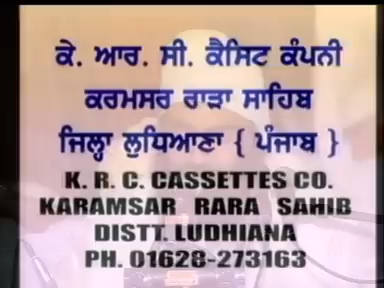 ਕੇ. ਆਰ. ਸੀ. ਕੈਸਿਟ ਕੰਪਨੀ
ਕਰਮਸਰ ਰਾੜਾ ਸਾਹਿਬ
ਜਿਲ੍ਹਾ ਲੁਧਿਆਣਾ { ਪੰਜਾਬ }
K. R. C. CASSETTES CO.
KARAMSAR RARA SAHIB
DISTT. LUDHIANA
PH. 01628-273163